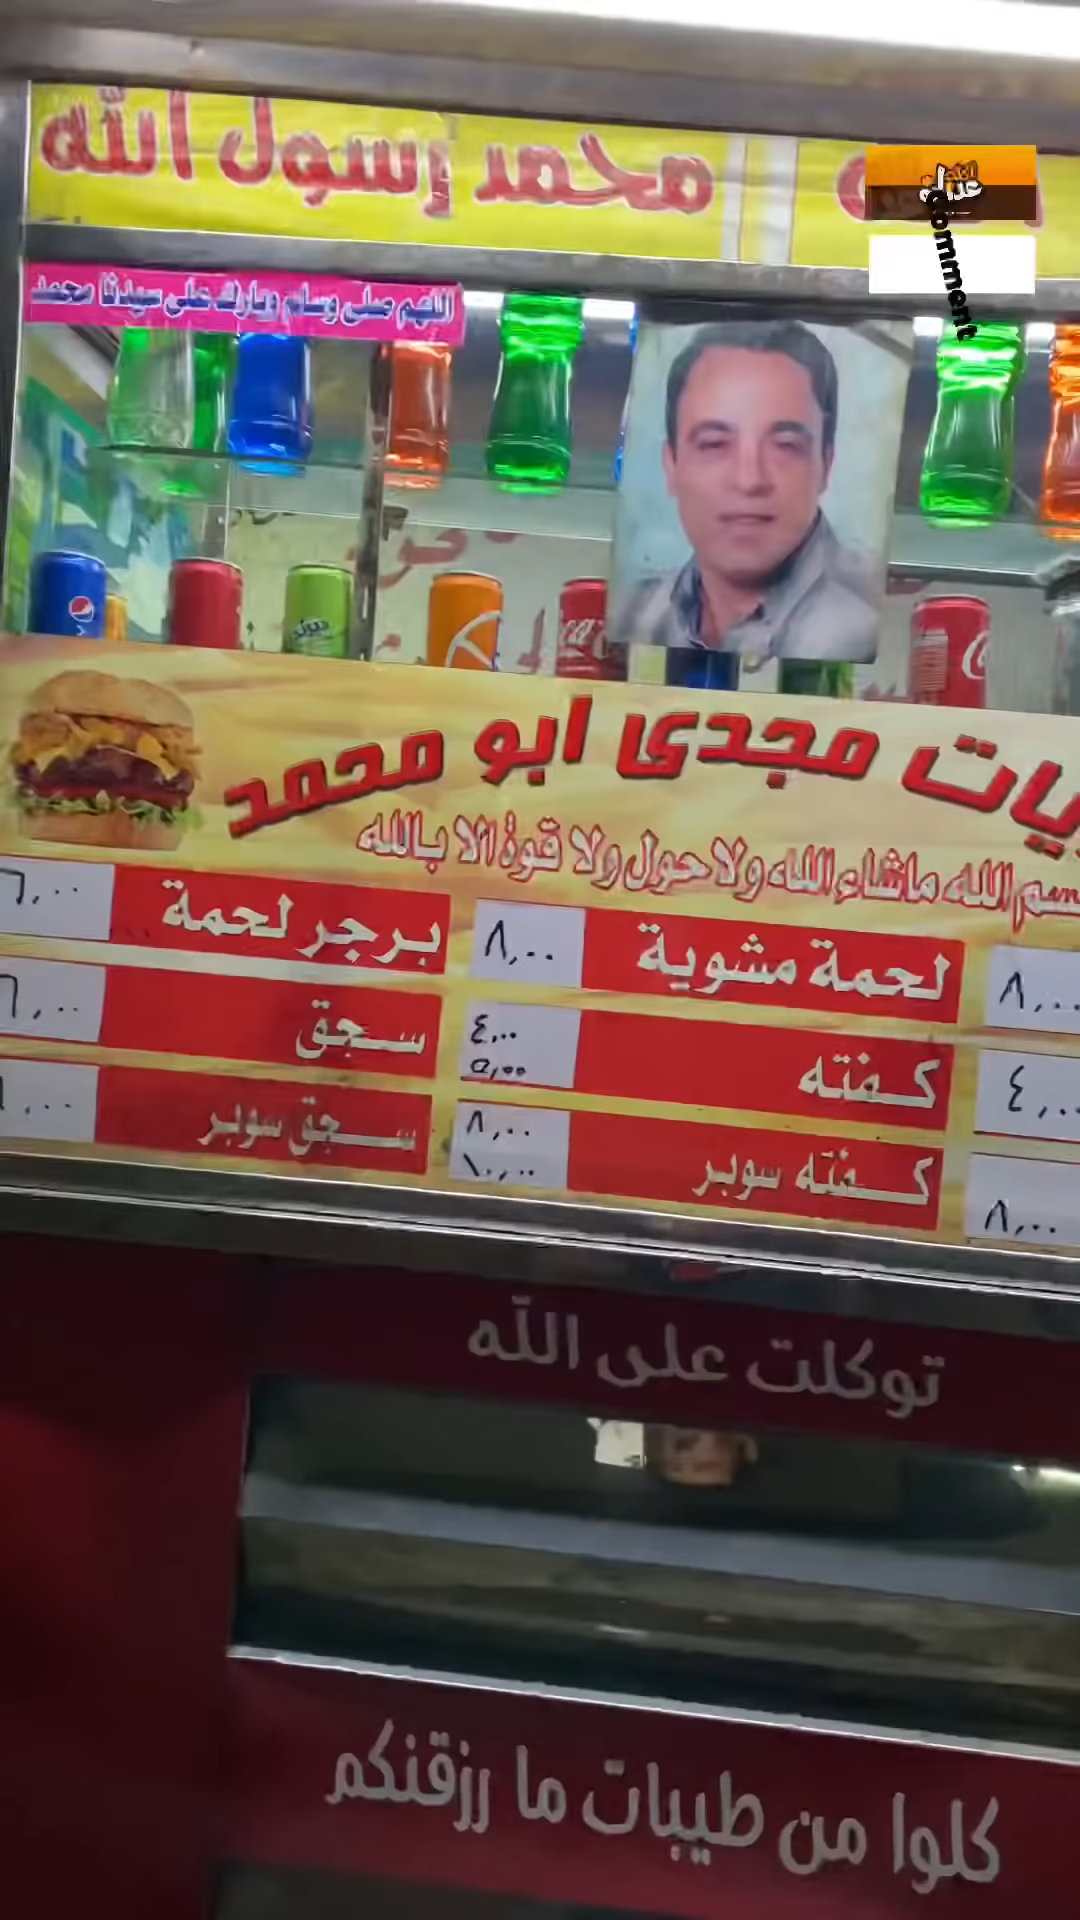 محمد رسول الله
اللهم صلى وسلم وبارك على سيدنا محمد
comment
pepsi
مجدى ابو محمد
الله ماشاء الله ولا حول ولا قوة الا بالله
٨,٠٠ لحمة مشوية ٨,٠٠ برجر لحمة
٤,٠٠ كفته ٤,٠٠ ٥,٠٠ سجق
٨,٠٠ كفته سوبر ٨,٠٠ ١٠,٠٠ سجق سوبر
توكلت على الله
كلوا من طيبات ما رزقنكم